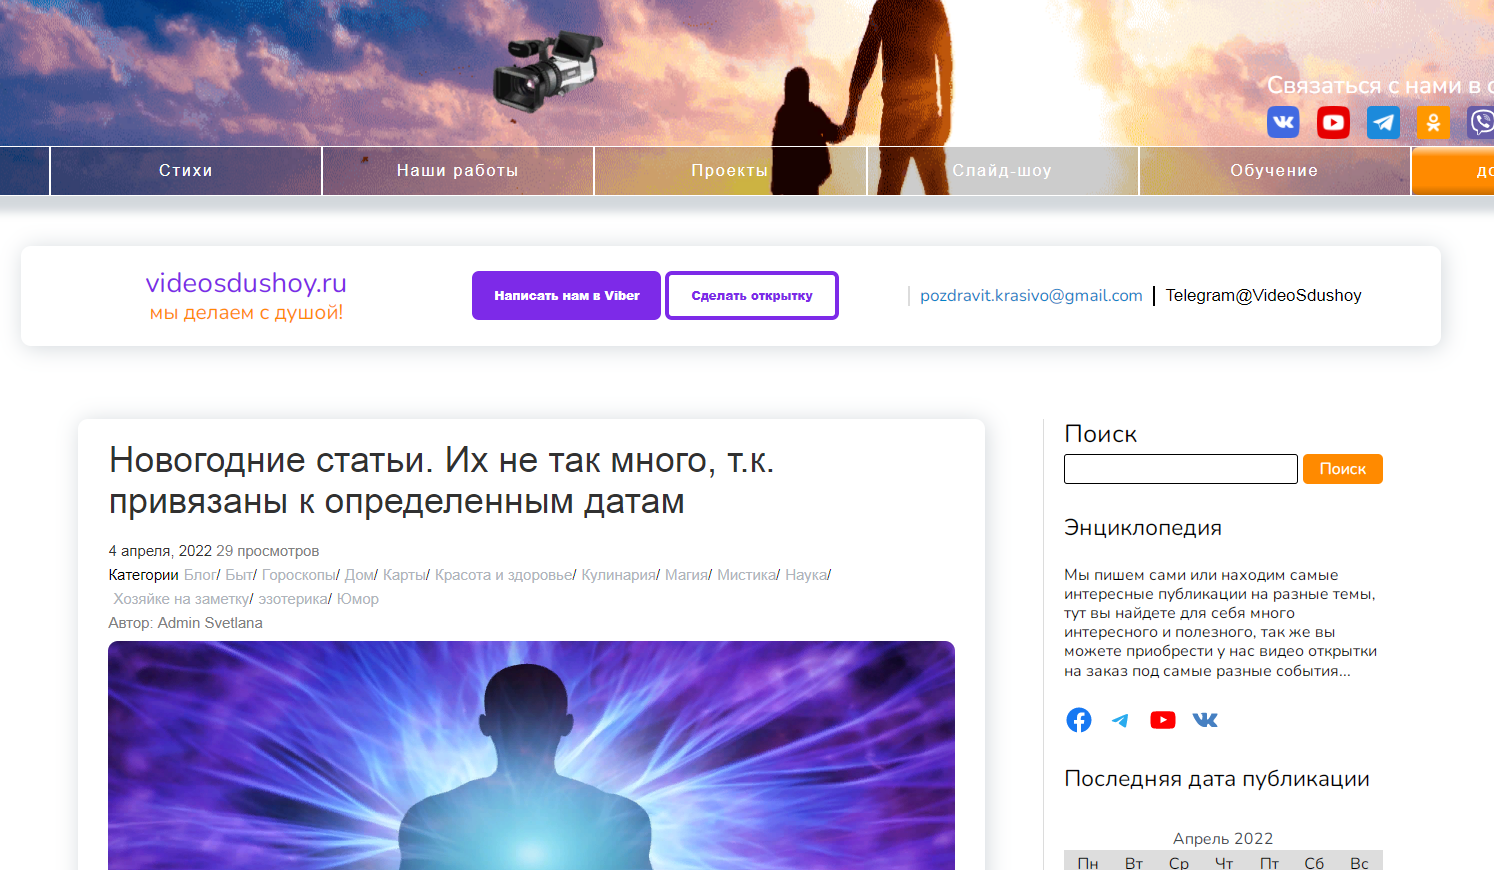 Связаться с нами в
Стихи
Наши работы
Проекты
Слайд-шоу
Обучение
videosdushoy.ru
мы делаем с душой!
Написать нам в Viber
Сделать открытку
pozdravit.krasivo@gmail.com
Telegram@VideoSdushoy
Новогодние статьи. Их не так много, т.к.
привязаны к определенным датам
4 апреля, 2022 29 просмотров
Категории Блог/ Быт/ Гороскопы/ Дом/ Карты/ Красота и здоровье/ Кулинария/ Магия/ Мистика/ Наука/
Хозяйке на заметку/ эзотерика/ Юмор
Автор: Admin Svetlana
Поиск
Поиск
Энциклопедия
Мы пишем сами или находим самые
интересные публикации на разные темы,
тут вы найдете для себя много
интересного и полезного, так же вы
можете приобрести у нас видео открытки
на заказ под самые разные события...
Последняя дата публикации
Апрель 2022
Пн Вт Ср Чт Пт Сб Вс